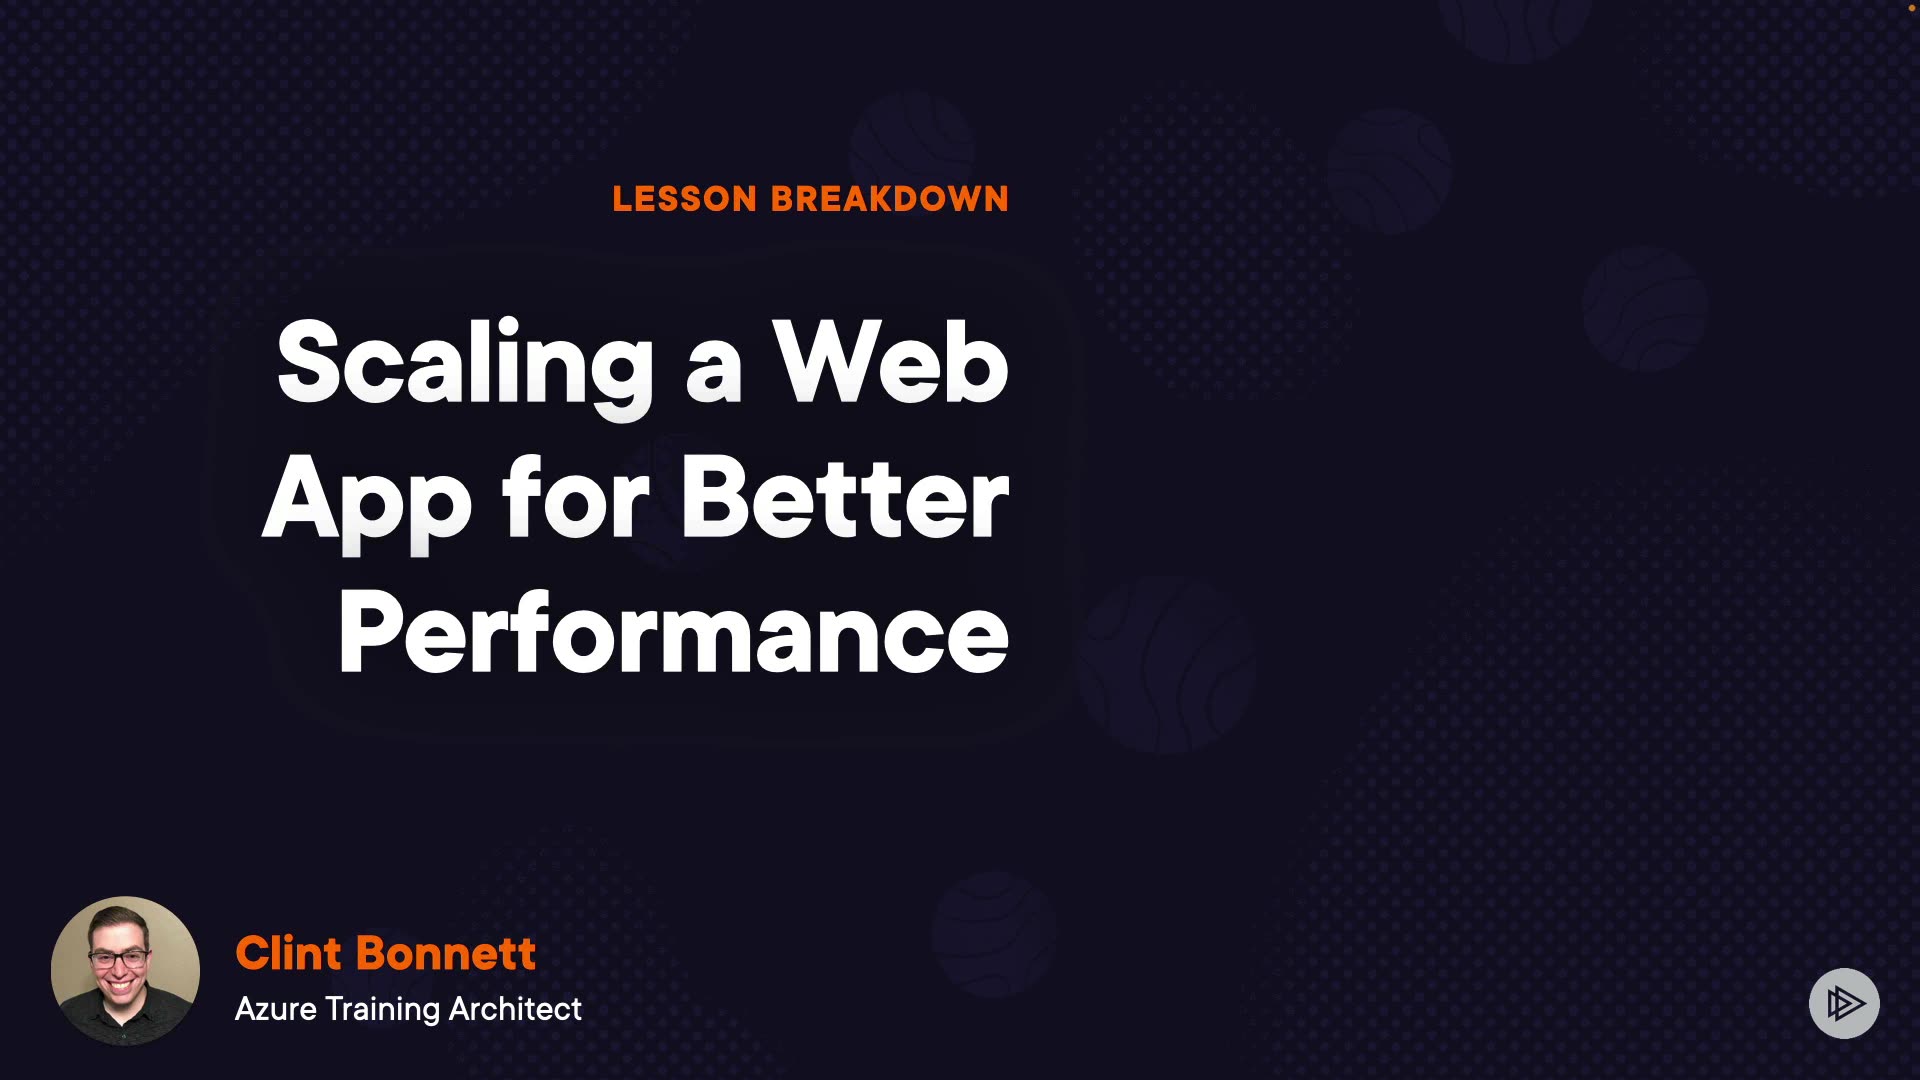 LESSON BREAKDOWN
Scaling a Web
App for Better
Performance
Clint Bonnett
Azure Training Architect